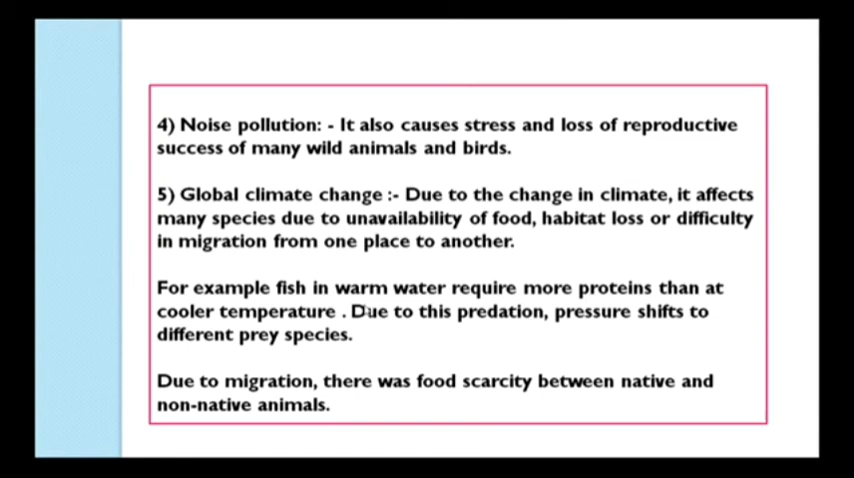 4) Noise pollution: - It also causes stress and loss of reproductive
success of many wild animals and birds.
5) Global climate change :- Due to the change in climate, it affects
many species due to unavailability of food, habitat loss or difficulty
in migration from one place to another.
For example fish in warm water require more proteins than at
cooler temperature . Due to this predation, pressure shifts to
different prey species.
Due to migration, there was food scarcity between native and
non-native animals.